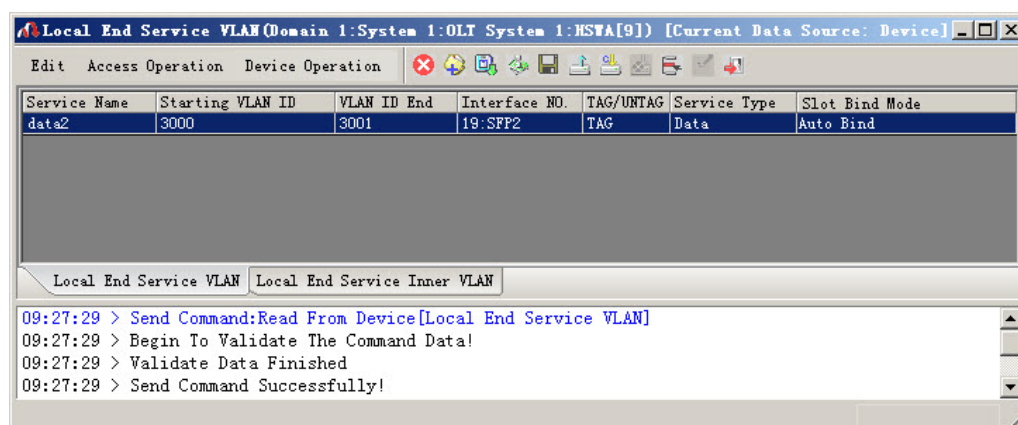 Local End Service VLAN(Domain 1:System 1:OLT System 1:HSWA[9]) [Current Data Source: Device]
Edit Access Operation Device Operation
Service Name Starting VLAN ID VLAN ID End Interface NO. TAG/UNTAG Service Type Slot Bind Mode
data2 3000 3001 19:SFP2 TAG Data Auto Bind
Local End Service VLAN Local End Service Inner VLAN
09:27:29 > Send Command:Read From Device[Local End Service VLAN]
09:27:29 > Begin To Validate The Command Data!
09:27:29 > Validate Data Finished
09:27:29 > Send Command Successfully!